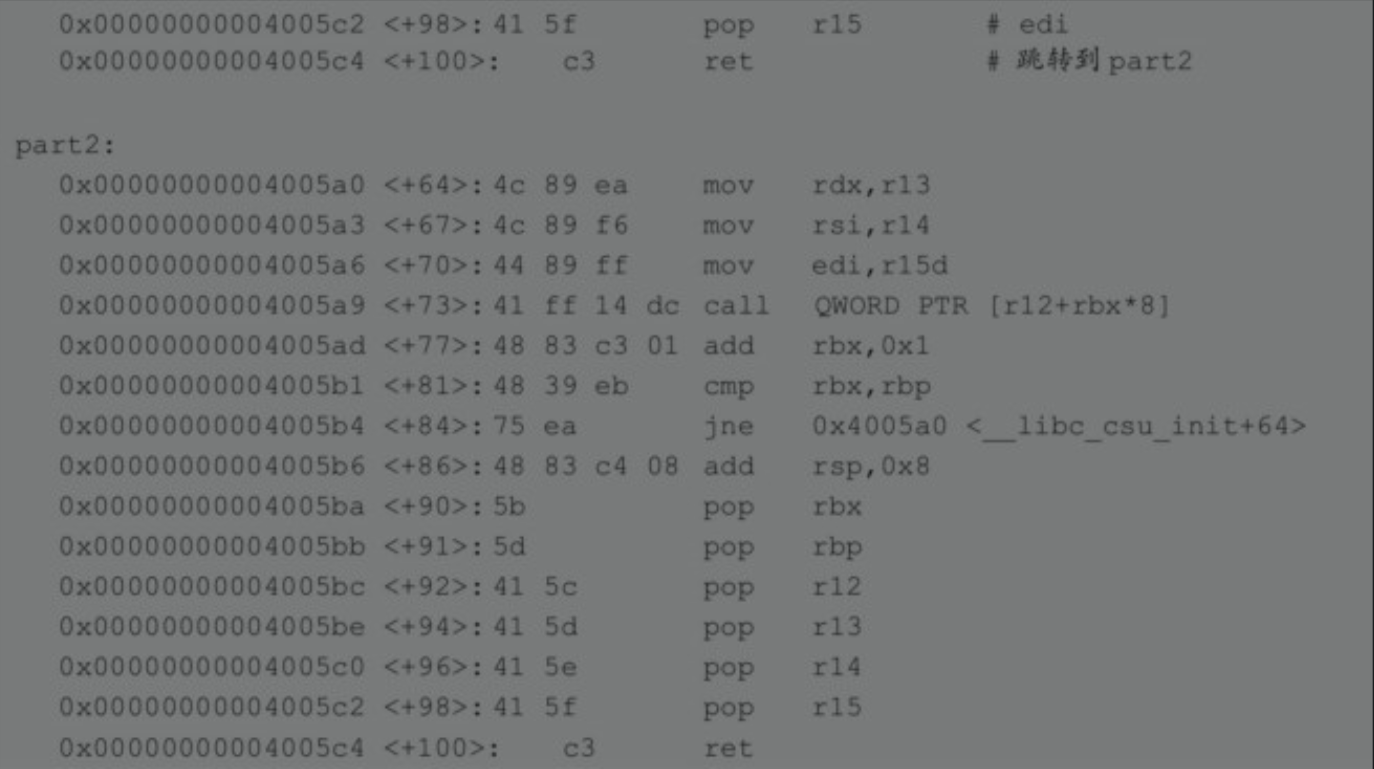 0x00000000004005c2 <+98>: 41 5f pop r15 # edi
0x00000000004005c4 <+100>: c3 ret # 跳转到 part2
part2:
0x00000000004005a0 <+64>: 4c 89 ea mov rdx,r13
0x00000000004005a3 <+67>: 4c 89 f6 mov rsi,r14
0x00000000004005a6 <+70>: 44 89 ff mov edi,r15d
0x00000000004005a9 <+73>: 41 ff 14 dc call QWORD PTR [r12+rbx*8]
0x00000000004005ad <+77>: 48 83 c3 01 add rbx,0x1
0x00000000004005b1 <+81>: 48 39 eb cmp rbx,rbp
0x00000000004005b4 <+84>: 75 ea jne 0x4005a0 <__libc_csu_init+64>
0x00000000004005b6 <+86>: 48 83 c4 08 add rsp,0x8
0x00000000004005ba <+90>: 5b pop rbx
0x00000000004005bb <+91>: 5d pop rbp
0x00000000004005bc <+92>: 41 5c pop r12
0x00000000004005be <+94>: 41 5d pop r13
0x00000000004005c0 <+96>: 41 5e pop r14
0x00000000004005c2 <+98>: 41 5f pop r15
0x00000000004005c4 <+100>: c3 ret